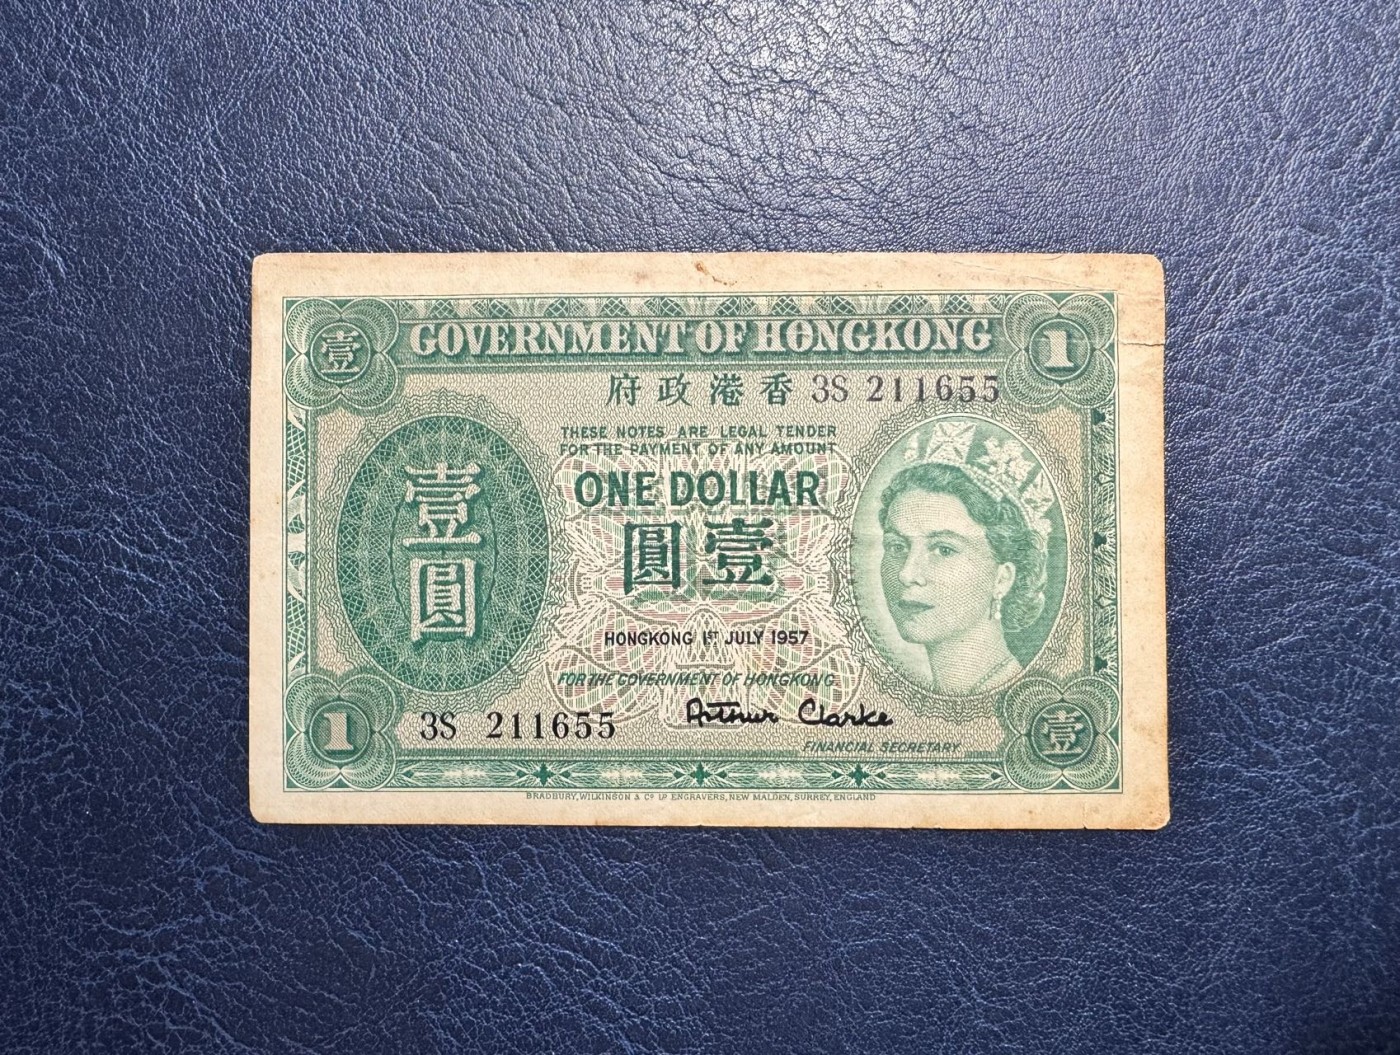 壹 GOVERNMENT OF HONGKONG 1
府政港香 3S 211655
THESE NOTES ARE LEGAL TENDER
FOR THE PAYMENT OF ANY AMOUNT
ONE DOLLAR
圓壹
壹圓
HONGKONG 1ST JULY 1957
FOR THE GOVERNMENT OF HONGKONG
1 3S 211655 Arthur Clarke 壹
FINANCIAL SECRETARY
BRADBURY, WILKINSON & Co. LD ENGRAVERS, NEW MALDEN, SURREY, ENGLAND